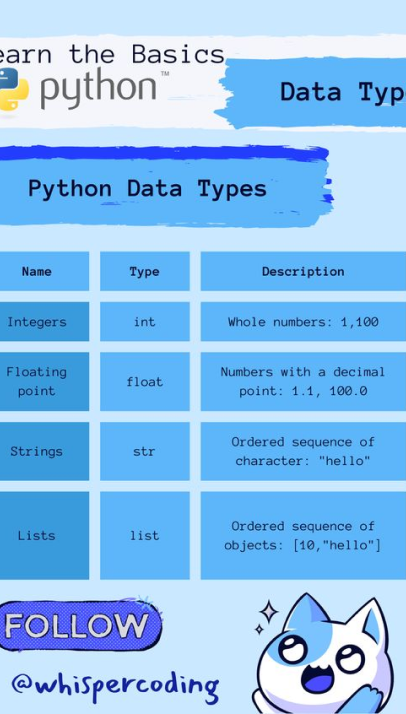 earn the Basics
python™
Data Typ
Python Data Types
Name Type Description
Integers int Whole numbers: 1,100
Floating
point
float
Numbers with a decimal
point: 1.1, 100.0
Strings
str
Ordered sequence of
character: "hello"
Lists
list
Ordered sequence of
objects: [10,"hello"]
FOLLOW
@whispercoding